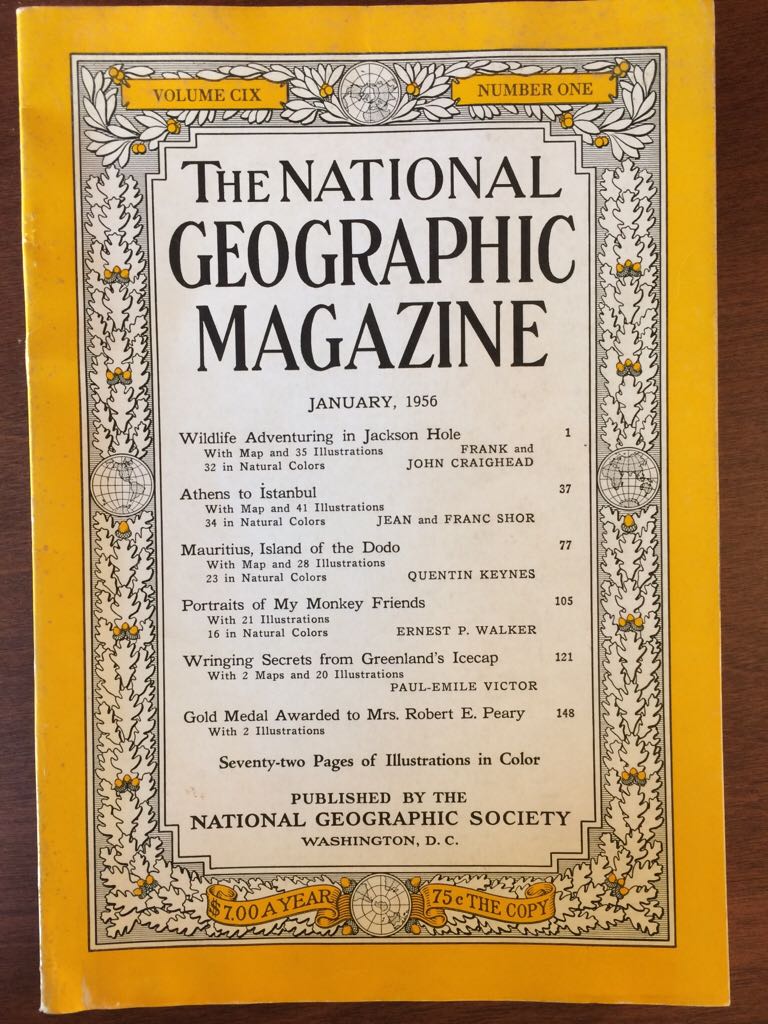 VOLUME CIX
NUMBER ONE
THE NATIONAL
GEOGRAPHIC
MAGAZINE
JANUARY, 1956
Wildlife Adventuring in Jackson Hole 1
With Map and 35 Illustrations FRANK and
32 in Natural Colors JOHN CRAIGHEAD
Athens to İstanbul 37
With Map and 41 Illustrations
34 in Natural Colors JEAN and FRANC SHOR
Mauritius, Island of the Dodo 77
With Map and 28 Illustrations
23 in Natural Colors QUENTIN KEYNES
Portraits of My Monkey Friends 105
With 21 Illustrations
16 in Natural Colors ERNEST P. WALKER
Wringing Secrets from Greenland's Icecap 121
With 2 Maps and 20 Illustrations
PAUL-EMILE VICTOR
Gold Medal Awarded to Mrs. Robert E. Peary 148
With 2 Illustrations
Seventy-two Pages of Illustrations in Color
PUBLISHED BY THE
NATIONAL GEOGRAPHIC SOCIETY
WASHINGTON, D. C.
$7.00 A YEAR
75c THE COPY